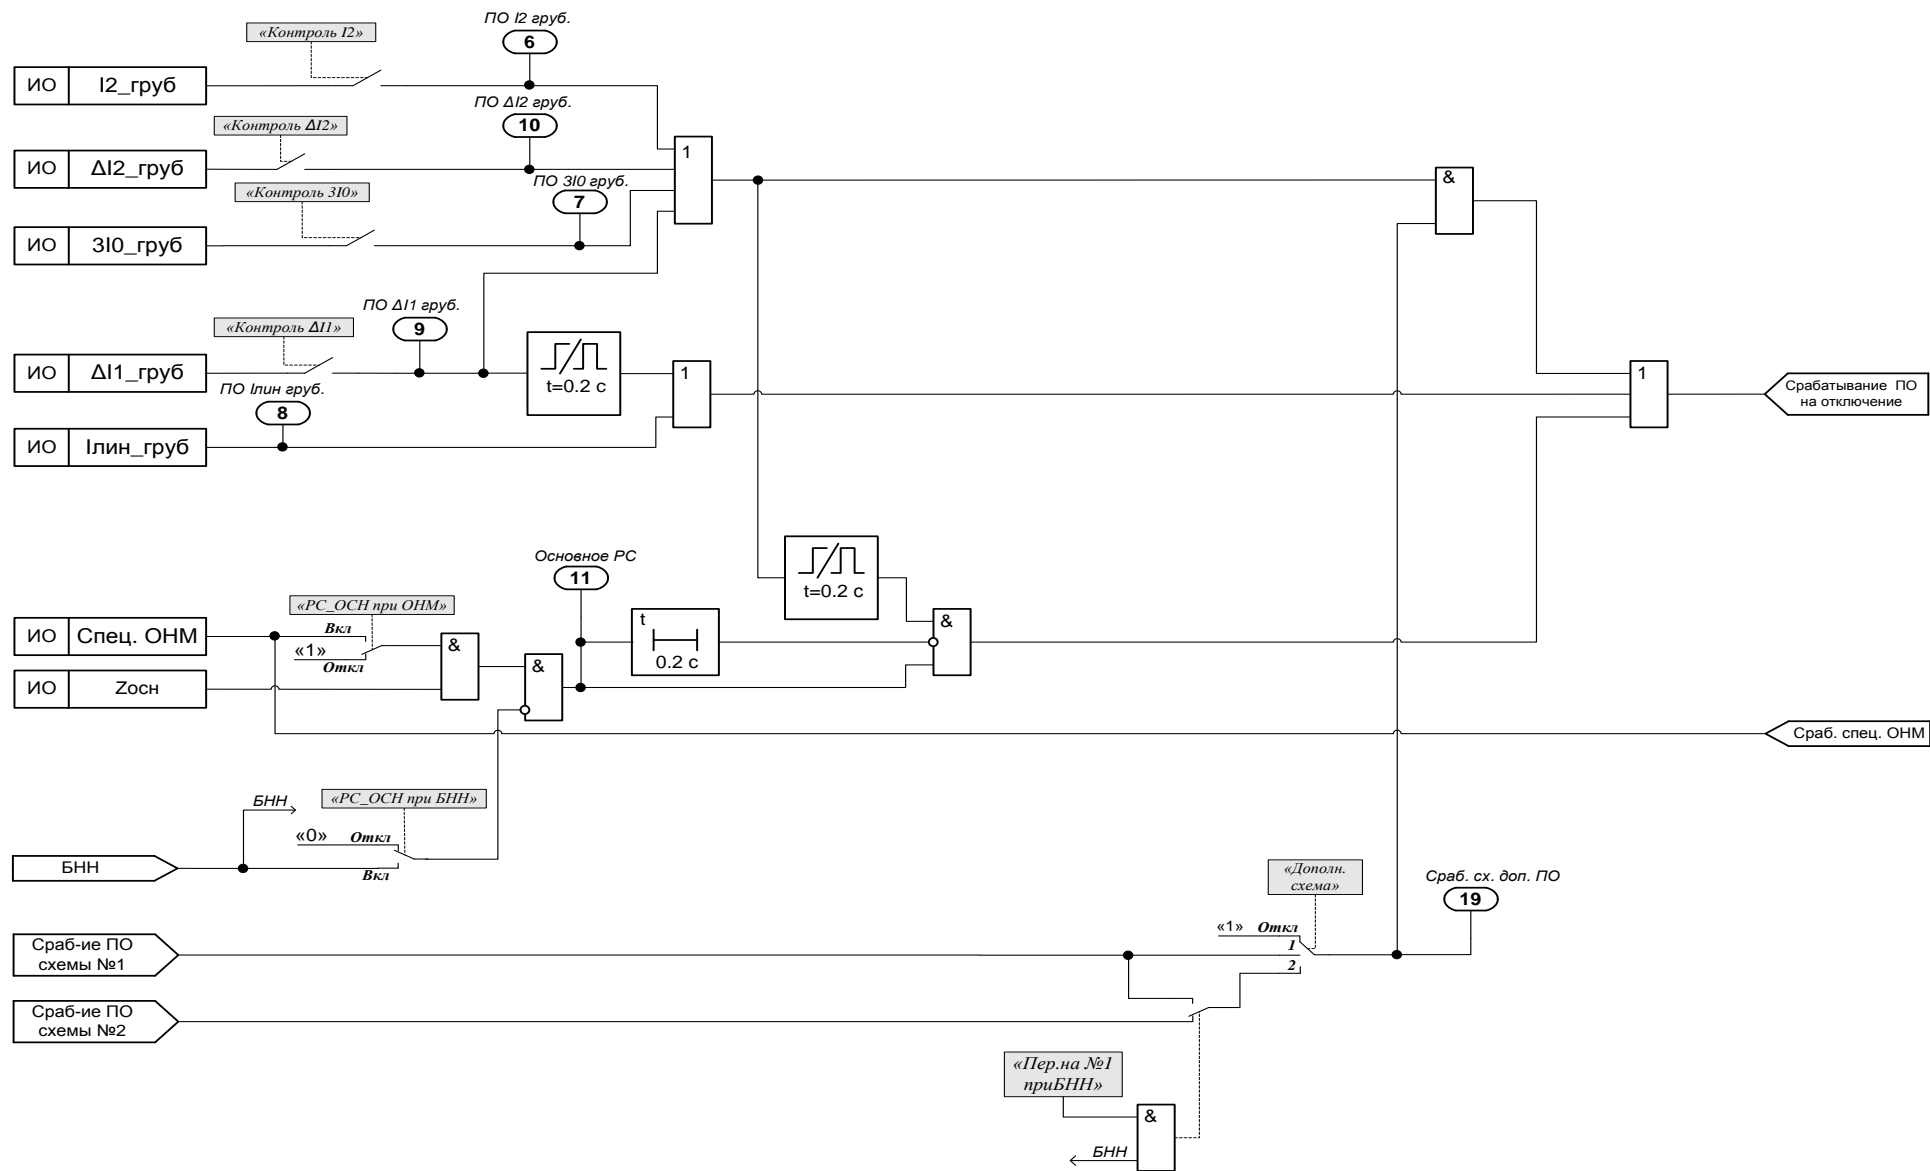 «Контроль I2»
ПО I2 груб.
6
ИО I2_груб
ПО ΔI2 груб.
10
«Контроль ΔI2»
ИО ΔI2_груб
1
«Контроль 3I0»
ПО 3I0 груб.
7
&
ИО 3I0_груб
ПО ΔI1 груб.
9
«Контроль ΔI1»
ИО ΔI1_груб
t=0.2 с
1
1
Срабатывание ПО
на отключение
ПО Iлин груб.
8
ИО Iлин_груб
Основное РС
11
t=0.2 с
«РС_ОСН при ОНМ»
ИО Спец. ОНМ
Вкл
«1»
Откл
&
t
0.2 с
&
ИО Zосн
&
Сраб. спец. ОНМ
БНН
«РС_ОСН при БНН»
«0» Откл
БНН
Вкл
«Дополн.
схема»
Сраб. сх. доп. ПО
19
«1» Откл
1
2
Сраб-ие ПО
схемы №1
Сраб-ие ПО
схемы №2
«Пер.на №1
приБНН»
&
БНН